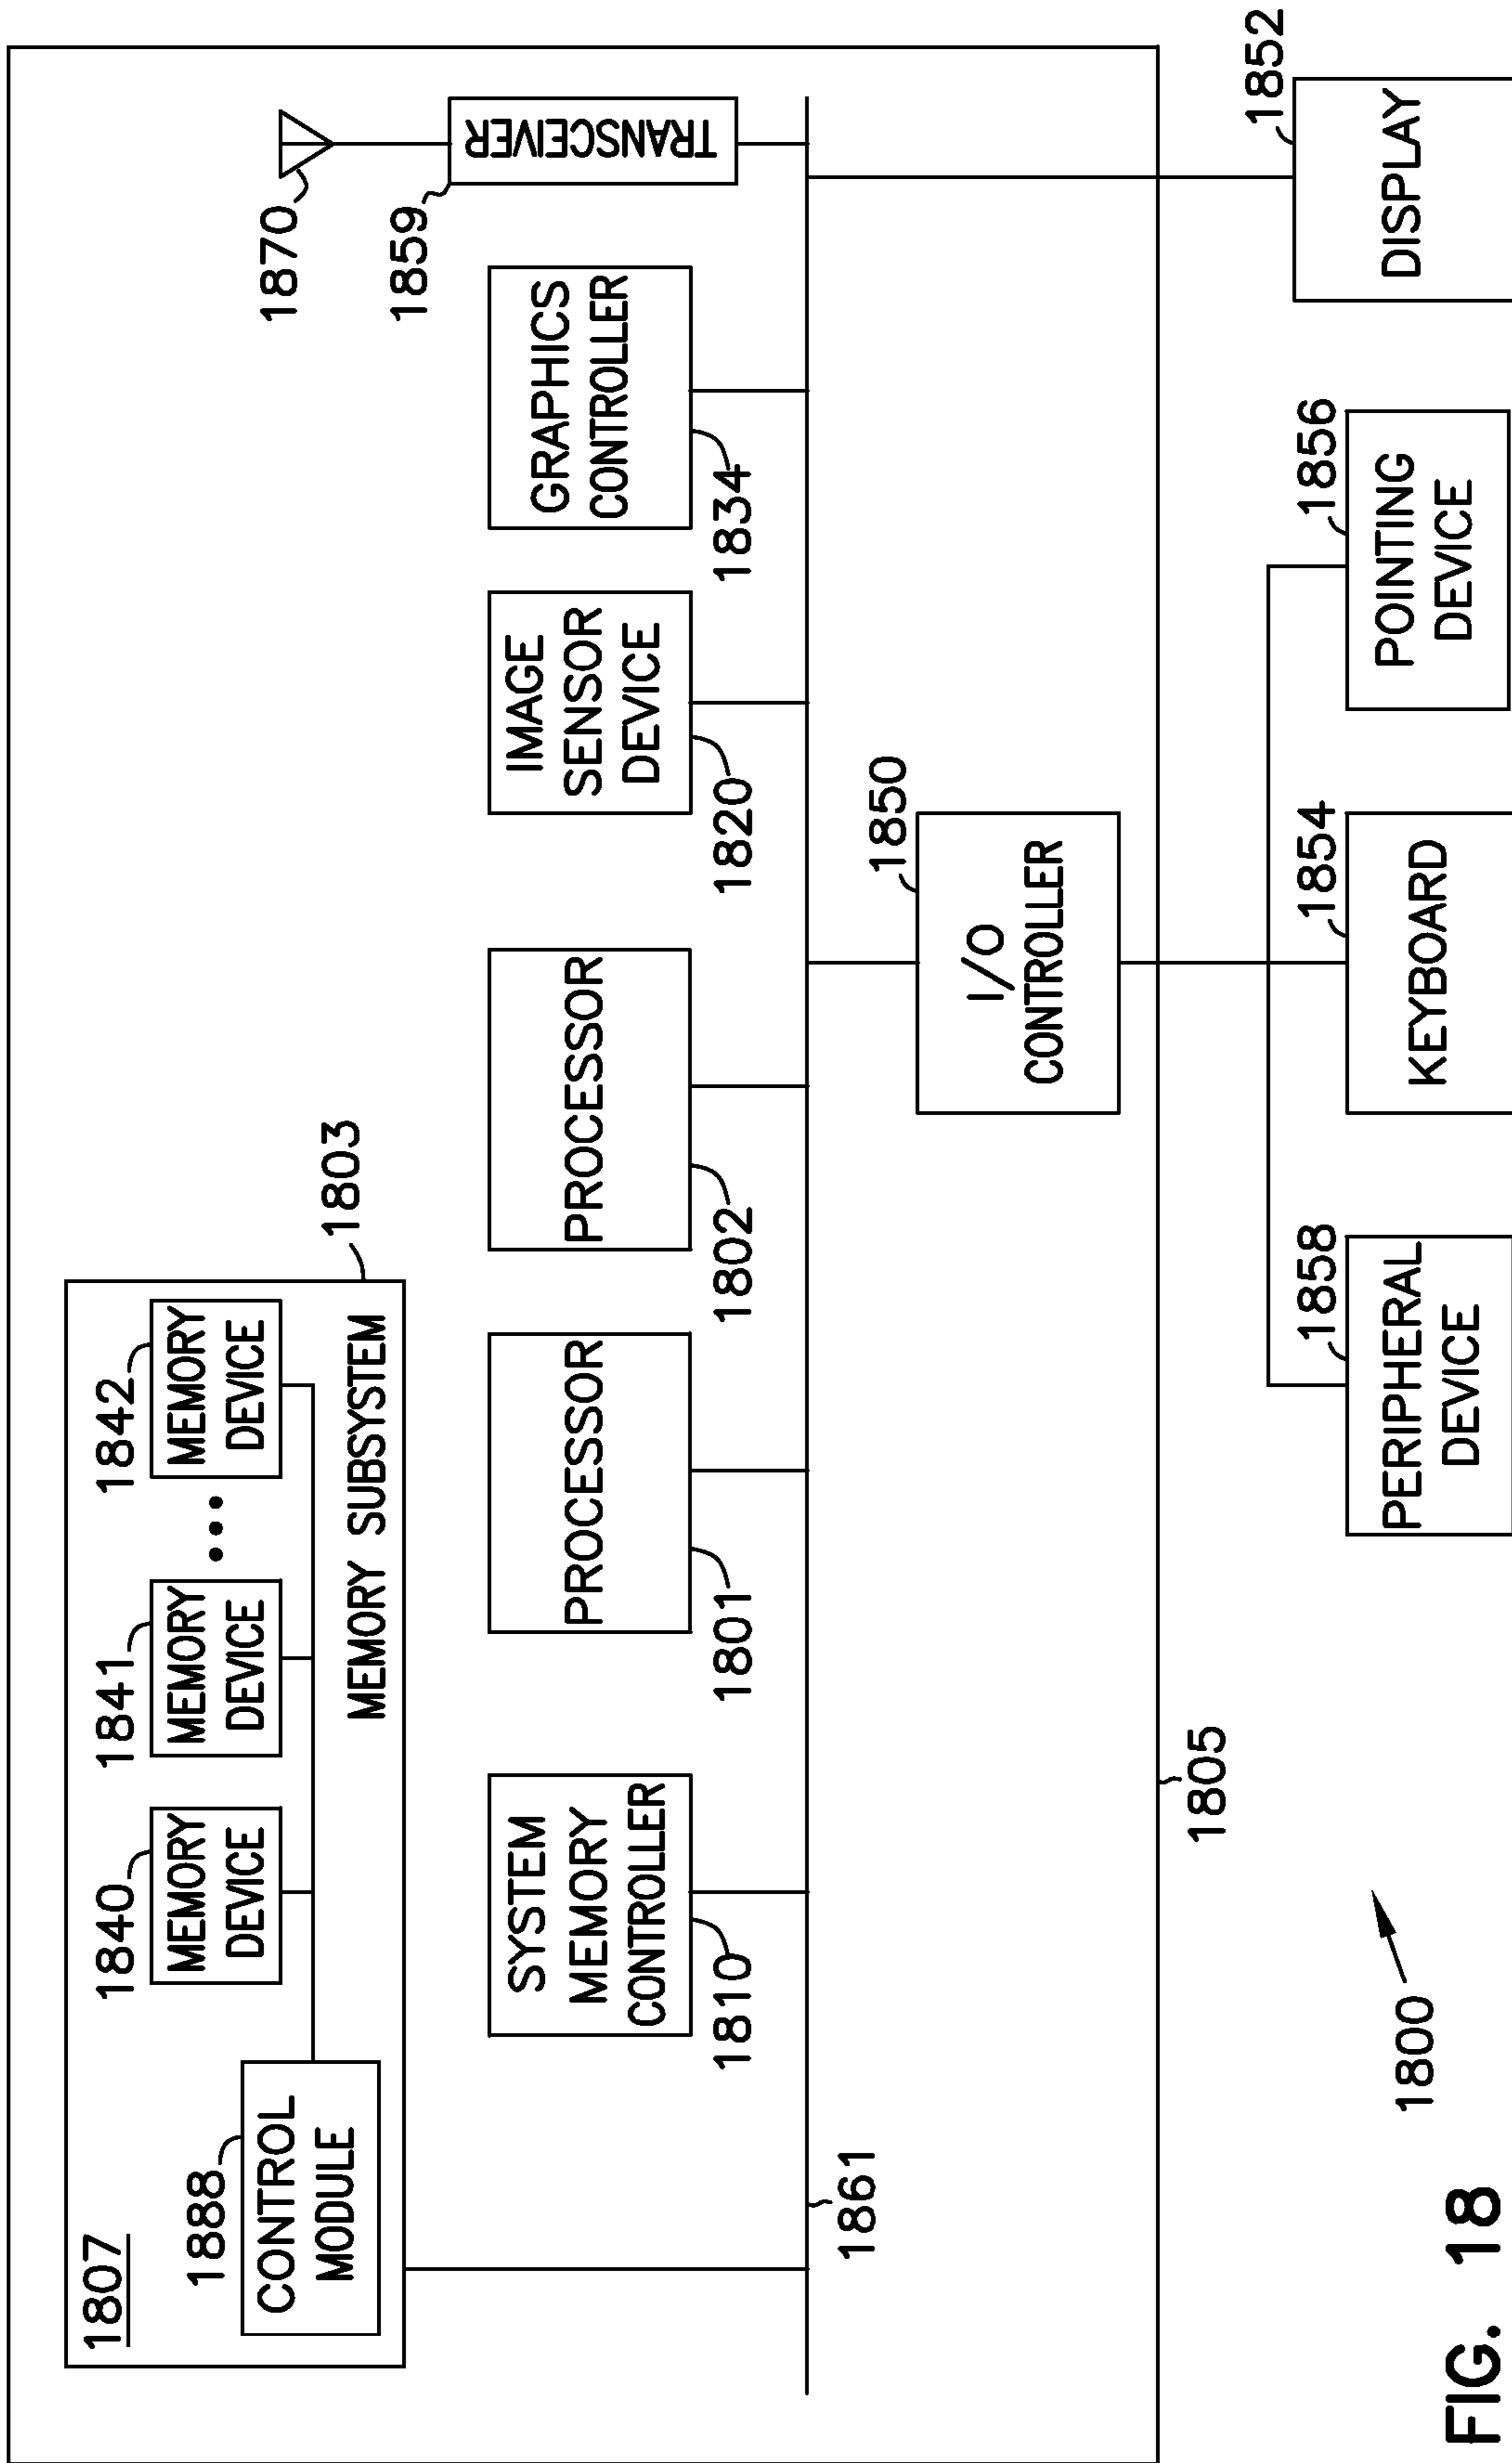 1807
1888
CONTROL
MODULE
1840
MEMORY
DEVICE
1841
MEMORY
DEVICE
1842
MEMORY
DEVICE
MEMORY SUBSYSTEM
1803
1870
1859
TRANSCEIVER
SYSTEM
MEMORY
CONTROLLER
1810
PROCESSOR
1801
PROCESSOR
1802
IMAGE
SENSOR
DEVICE
1820
GRAPHICS
CONTROLLER
1834
1861
1850
I/O
CONTROLLER
1805
1852
DISPLAY
1858
PERIPHERAL
DEVICE
1854
KEYBOARD
1856
POINTING
DEVICE
1800
FIG. 18